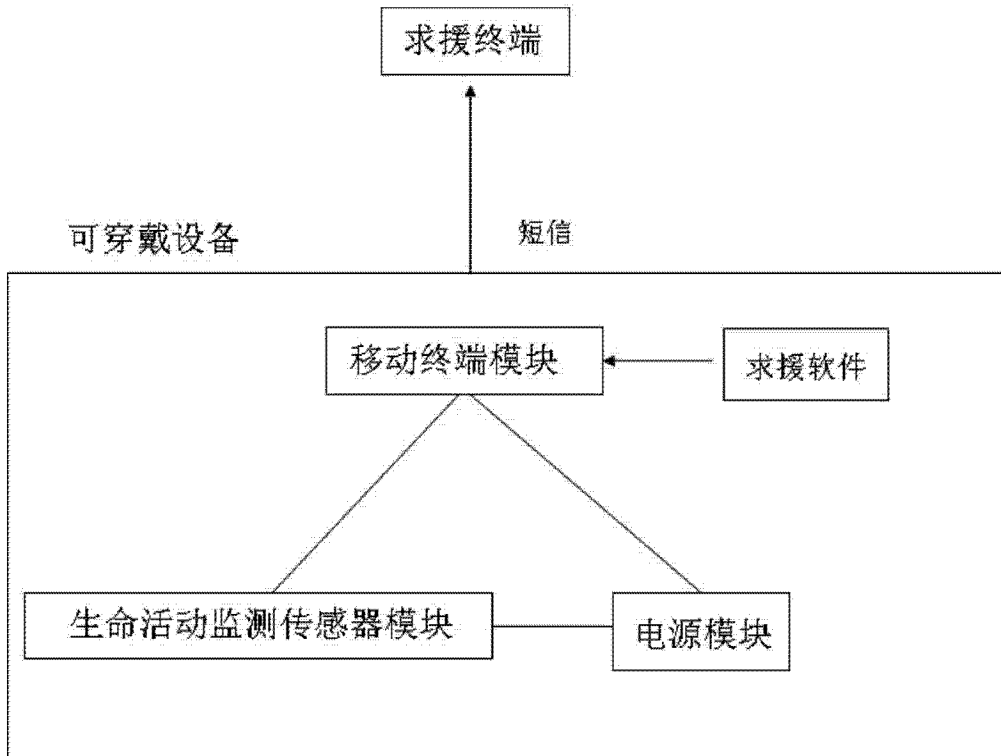 求援终端
可穿戴设备
短信
移动终端模块
求援软件
生命活动监测传感器模块
电源模块